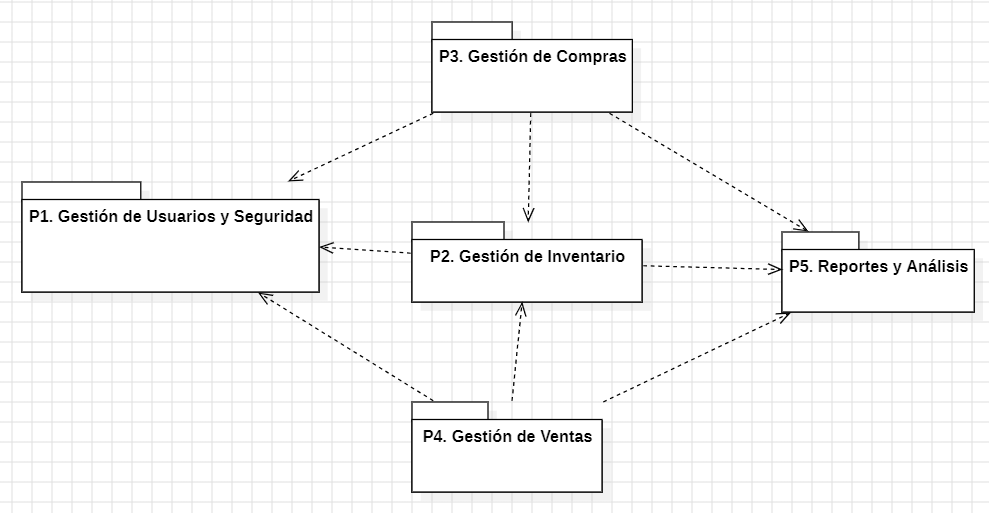 P3. Gestión de Compras
P1. Gestión de Usuarios y Seguridad
P2. Gestión de Inventario
P5. Reportes y Análisis
P4. Gestión de Ventas